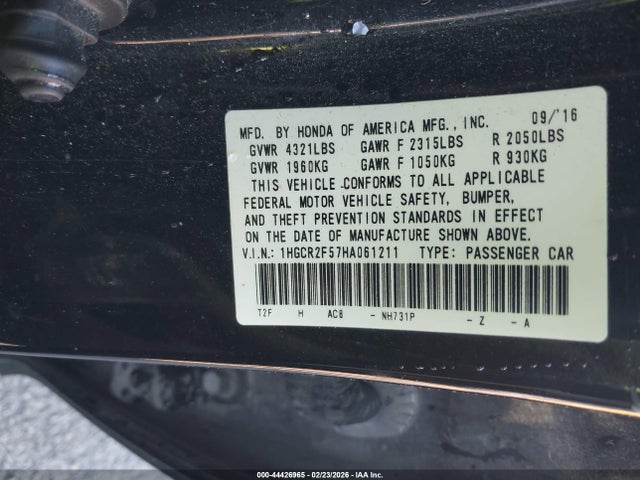 MFD. BY HONDA OF AMERICA MFG., INC. 09/'16
GVWR 4321LBS GAWR F 2315LBS R 2050LBS
GVWR 1960KG GAWR F 1050KG R 930KG
THIS VEHICLE CONFORMS TO ALL APPLICABLE
FEDERAL MOTOR VEHICLE SAFETY, BUMPER,
AND THEFT PREVENTION STANDARDS IN EFFECT
ON THE DATE OF MANUFACTURE SHOWN ABOVE.
V.I.N.: 1HGCR2F57HA061211 TYPE: PASSENGER CAR
T2F H AC8 - NH731P - Z - A
000-44426965 - 02/23/2026 - IAA Inc.